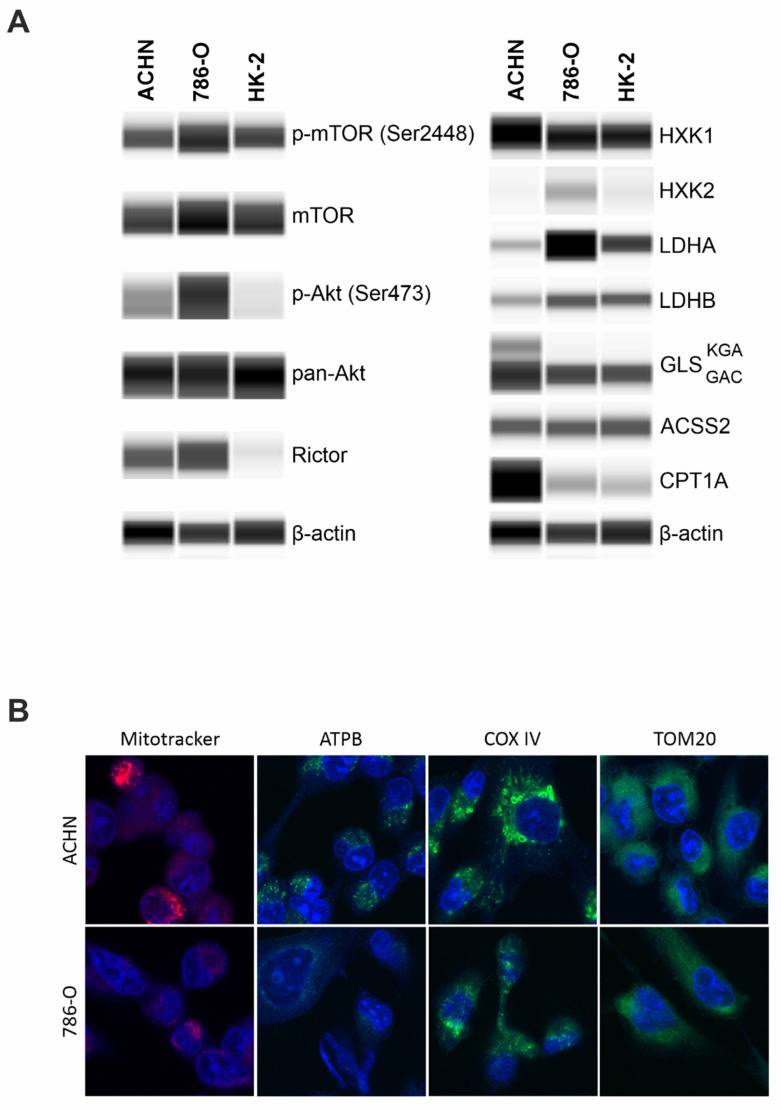 A
ACHN 786-O HK-2
p-mTOR (Ser2448)
mTOR
p-Akt (Ser473)
pan-Akt
Rictor
β-actin
ACHN 786-O HK-2
HXK1
HXK2
LDHA
LDHB
GLS KGA
GAC
ACSS2
CPT1A
β-actin
B
Mitotracker ATPB COX IV TOM20
ACHN
786-O